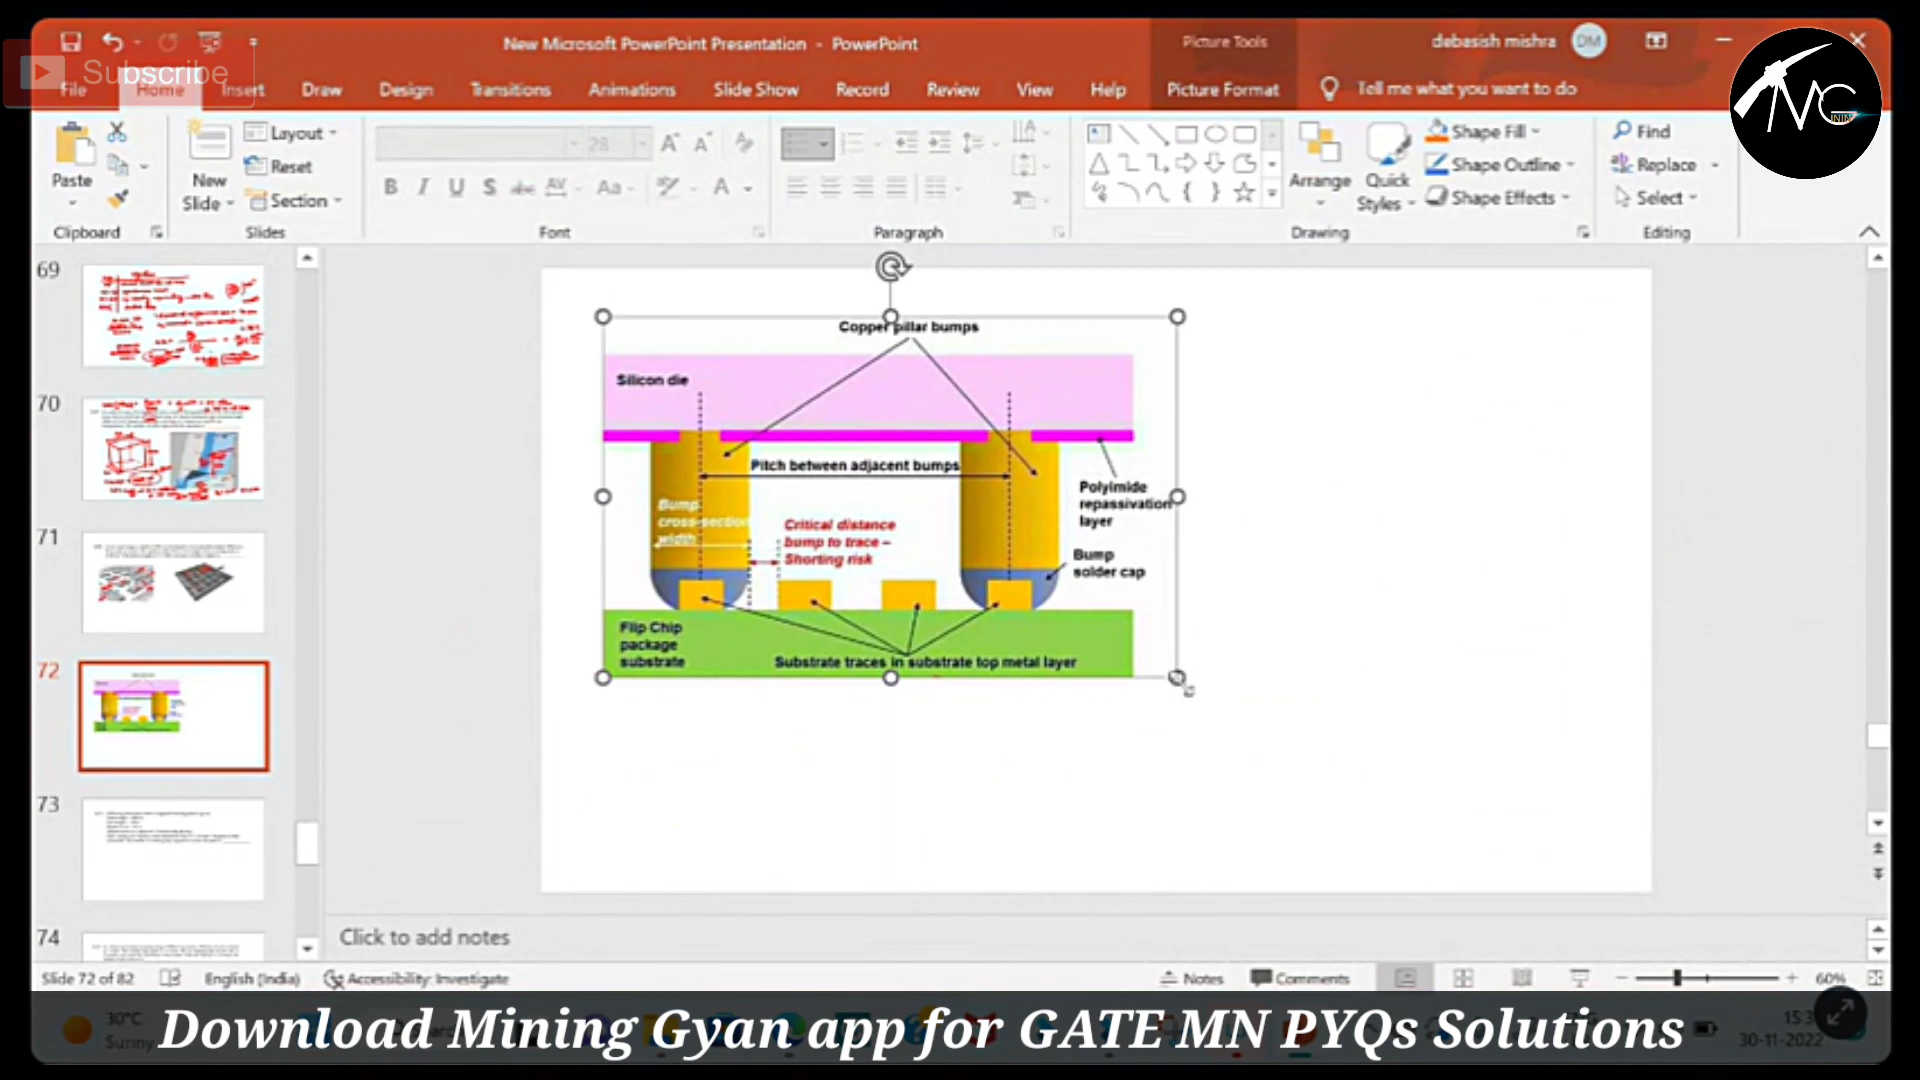 New Microsoft PowerPoint Presentation - PowerPoint
Picture Tools
debasish mishra
DM
Subscribe
File
Home
Insert
Draw
Design
Transitions
Animations
Slide Show
Record
Review
View
Help
Picture Format
Tell me what you want to do
MG
Paste
New
Slide
Layout
Reset
Section
28
Aa
Arrange
Quick
Styles
Shape Fill
Shape Outline
Shape Effects
Find
Replace
Select
Clipboard
Slides
Font
Paragraph
Drawing
Editing
69
70
71
72
73
74
Copper pillar bumps
Silicon die
Pitch between adjacent bumps
Bump
cross-section
width
Critical distance
bump to trace –
Shorting risk
Polyimide
repassivation
layer
Bump
solder cap
Flip Chip
package
substrate
Substrate traces in substrate top metal layer
Click to add notes
Slide 72 of 82
English (India)
Accessibility: Investigate
Notes
Comments
60%
30°C
Sunny
30-11-2022
Download Mining Gyan app for GATE MN PYQs Solutions